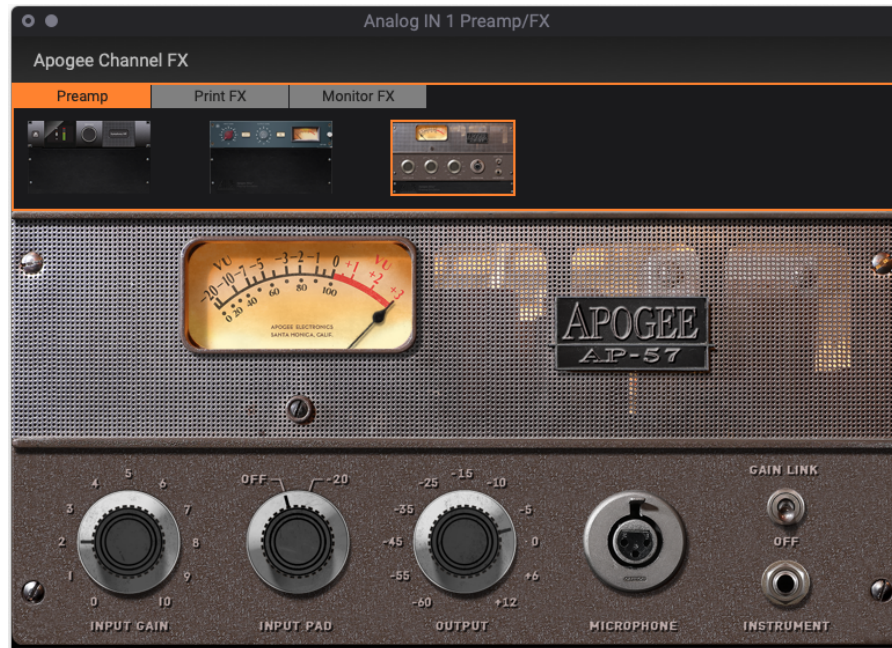 Analog IN 1 Preamp/FX
Apogee Channel FX
Preamp Print FX Monitor FX
VU VU
-20 -10 -7 -5 -3 -2 -1 0 +1 +2 +3
0 20 40 60 80 100
APOGEE ELECTRONICS
SANTA MONICA, CALIF.
APOGEE
AP-57
GAIN LINK
OFF
0 1 2 3 4 5 6 7 8 9 10
OFF -20
-60 -55 -45 -35 -25 -15 -10 -5 0 +6 +12
INPUT GAIN INPUT PAD OUTPUT MICROPHONE INSTRUMENT